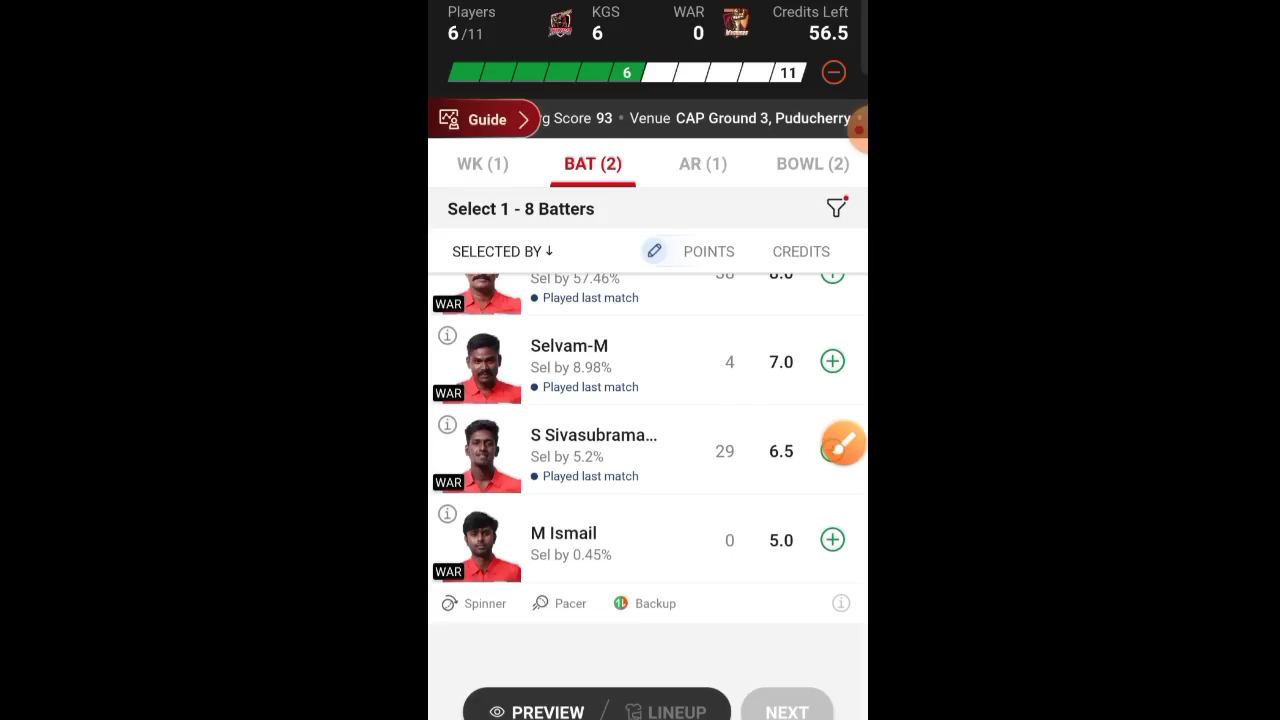 Players KGS WAR Credits Left
6/11 6 0 56.5
6 11
Guide g Score 93 • Venue CAP Ground 3, Puducherry
WK (1) BAT (2) AR (1) BOWL (2)
Select 1 - 8 Batters
SELECTED BY ↓ POINTS CREDITS
Sel by 57.46% 38 8.0
WAR Played last match
Selvam-M
Sel by 8.98% 4 7.0
WAR Played last match
S Sivasubrama...
Sel by 5.2% 29 6.5
WAR Played last match
M Ismail
Sel by 0.45% 0 5.0
WAR
Spinner Pacer Backup
PREVIEW / LINEUP NEXT